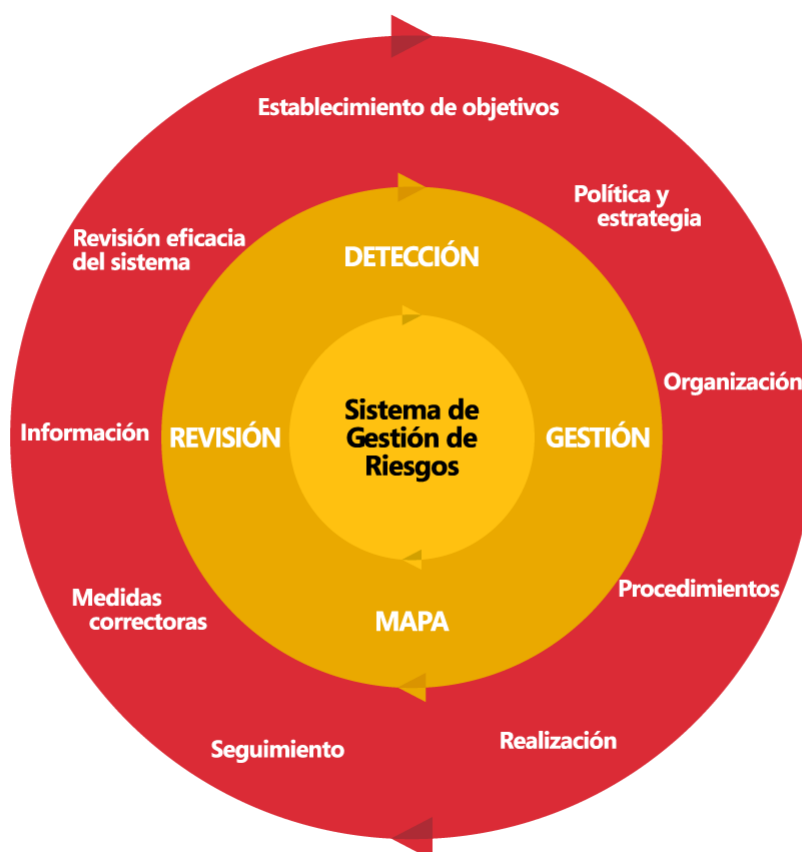 Establecimiento de objetivos
Política y
estrategia
Revisión eficacia
del sistema
DETECCIÓN
Organización
Sistema de
Gestión de
Riesgos
Información
REVISIÓN
GESTIÓN
Procedimientos
Medidas
correctoras
MAPA
Realización
Seguimiento